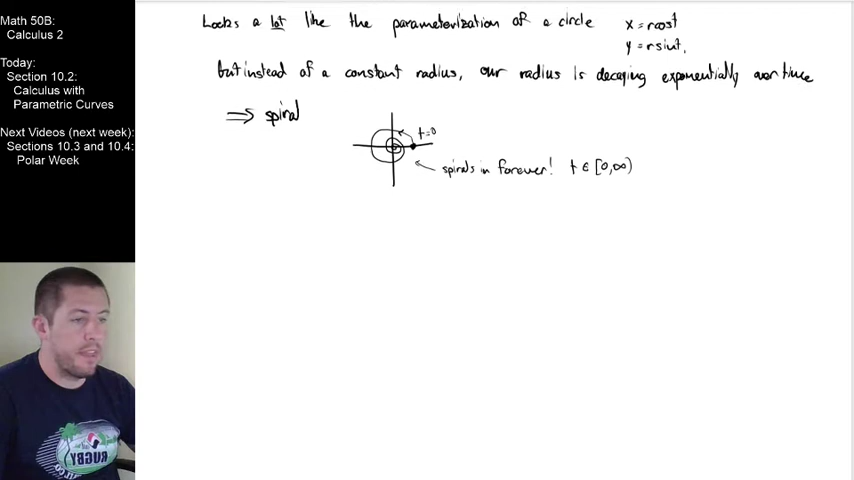 Math 50B:
Calculus 2
Today:
Section 10.2:
Calculus with
Parametric Curves
Next Videos (next week):
Sections 10.3 and 10.4:
Polar Week
Looks a lot like the parameterization of a circle x = rcost
y = rsint,
but instead of a constant radius, our radius is decaying exponentially over time
⇒ spiral
t=0
spirals in forever! t ∈ [0,∞)
RUGBY